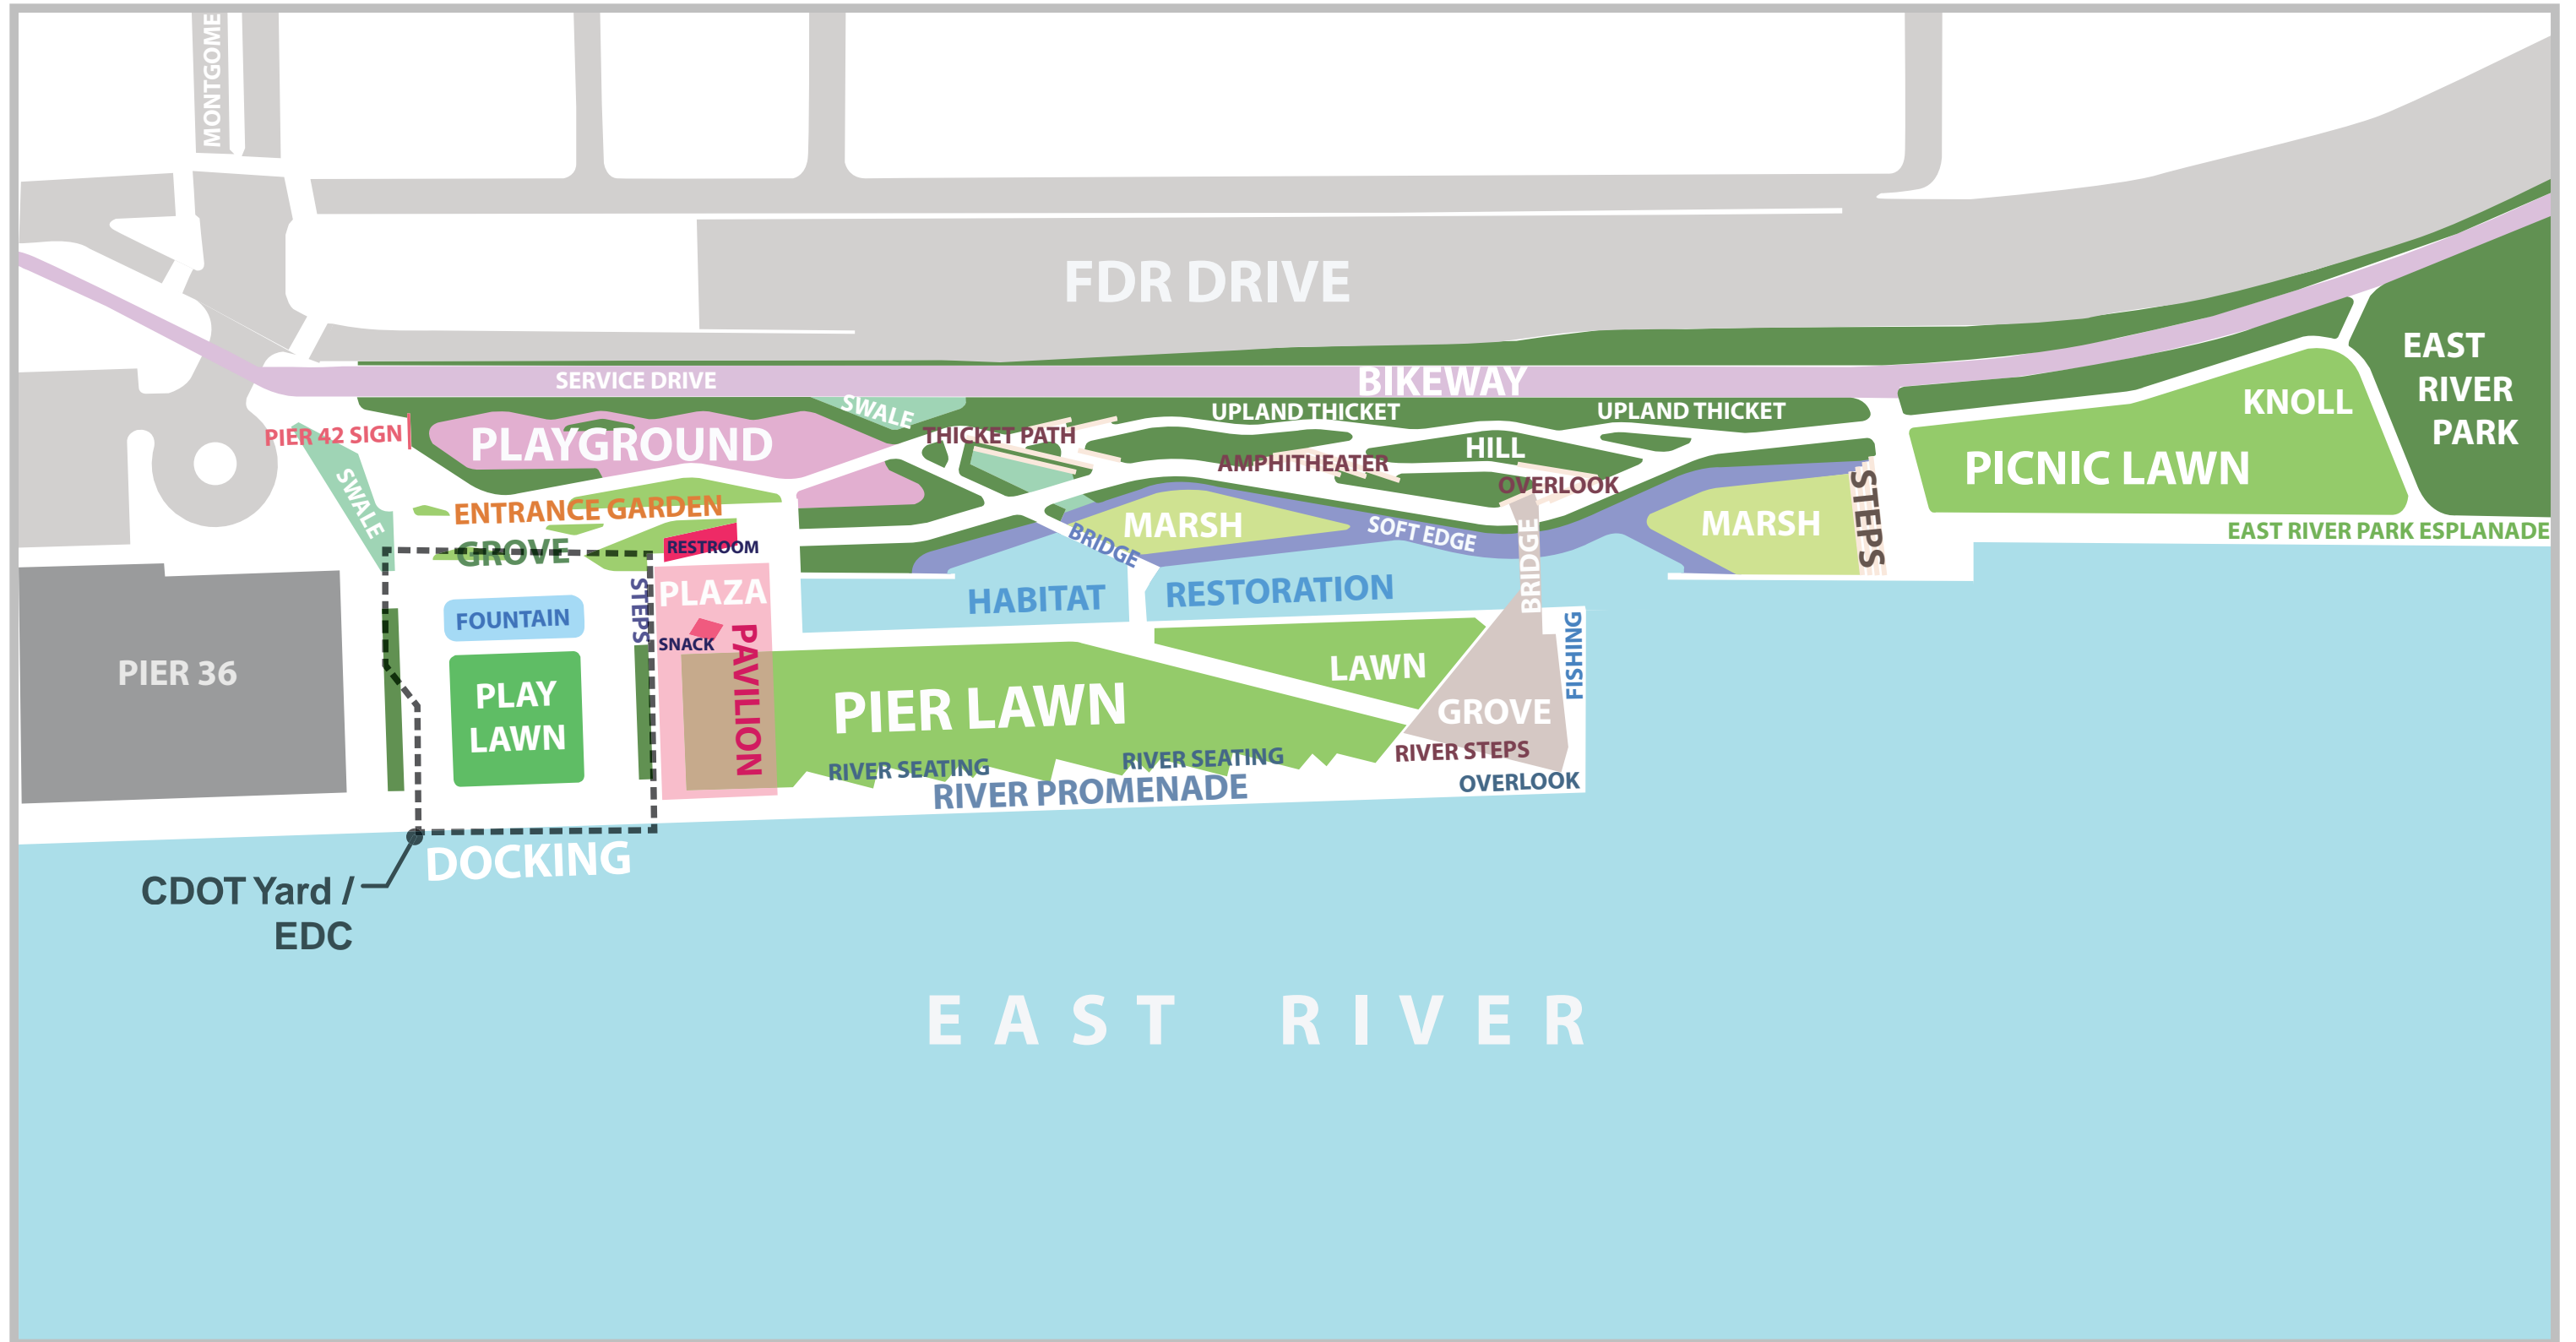 MONTGOME
FDR DRIVE
SERVICE DRIVE
BIKEWAY
SWALE
UPLAND THICKET
UPLAND THICKET
PIER 42 SIGN
PLAYGROUND
THICKET PATH
AMPHITHEATER
HILL
OVERLOOK
KNOLL
PICNIC LAWN
EAST
RIVER
PARK
SWALE
ENTRANCE GARDEN
GROVE
RESTROOM
BRIDGE
MARSH
SOFT EDGE
BRIDGE
MARSH
STEPS
EAST RIVER PARK ESPLANADE
PIER 36
FOUNTAIN
STEPS
PLAZA
SNACK
PAVILION
HABITAT
RESTORATION
FISHING
PLAY
LAWN
PIER LAWN
LAWN
GROVE
RIVER STEPS
RIVER SEATING
RIVER SEATING
RIVER PROMENADE
OVERLOOK
DOCKING
CDOT Yard /
EDC
EAST RIVER